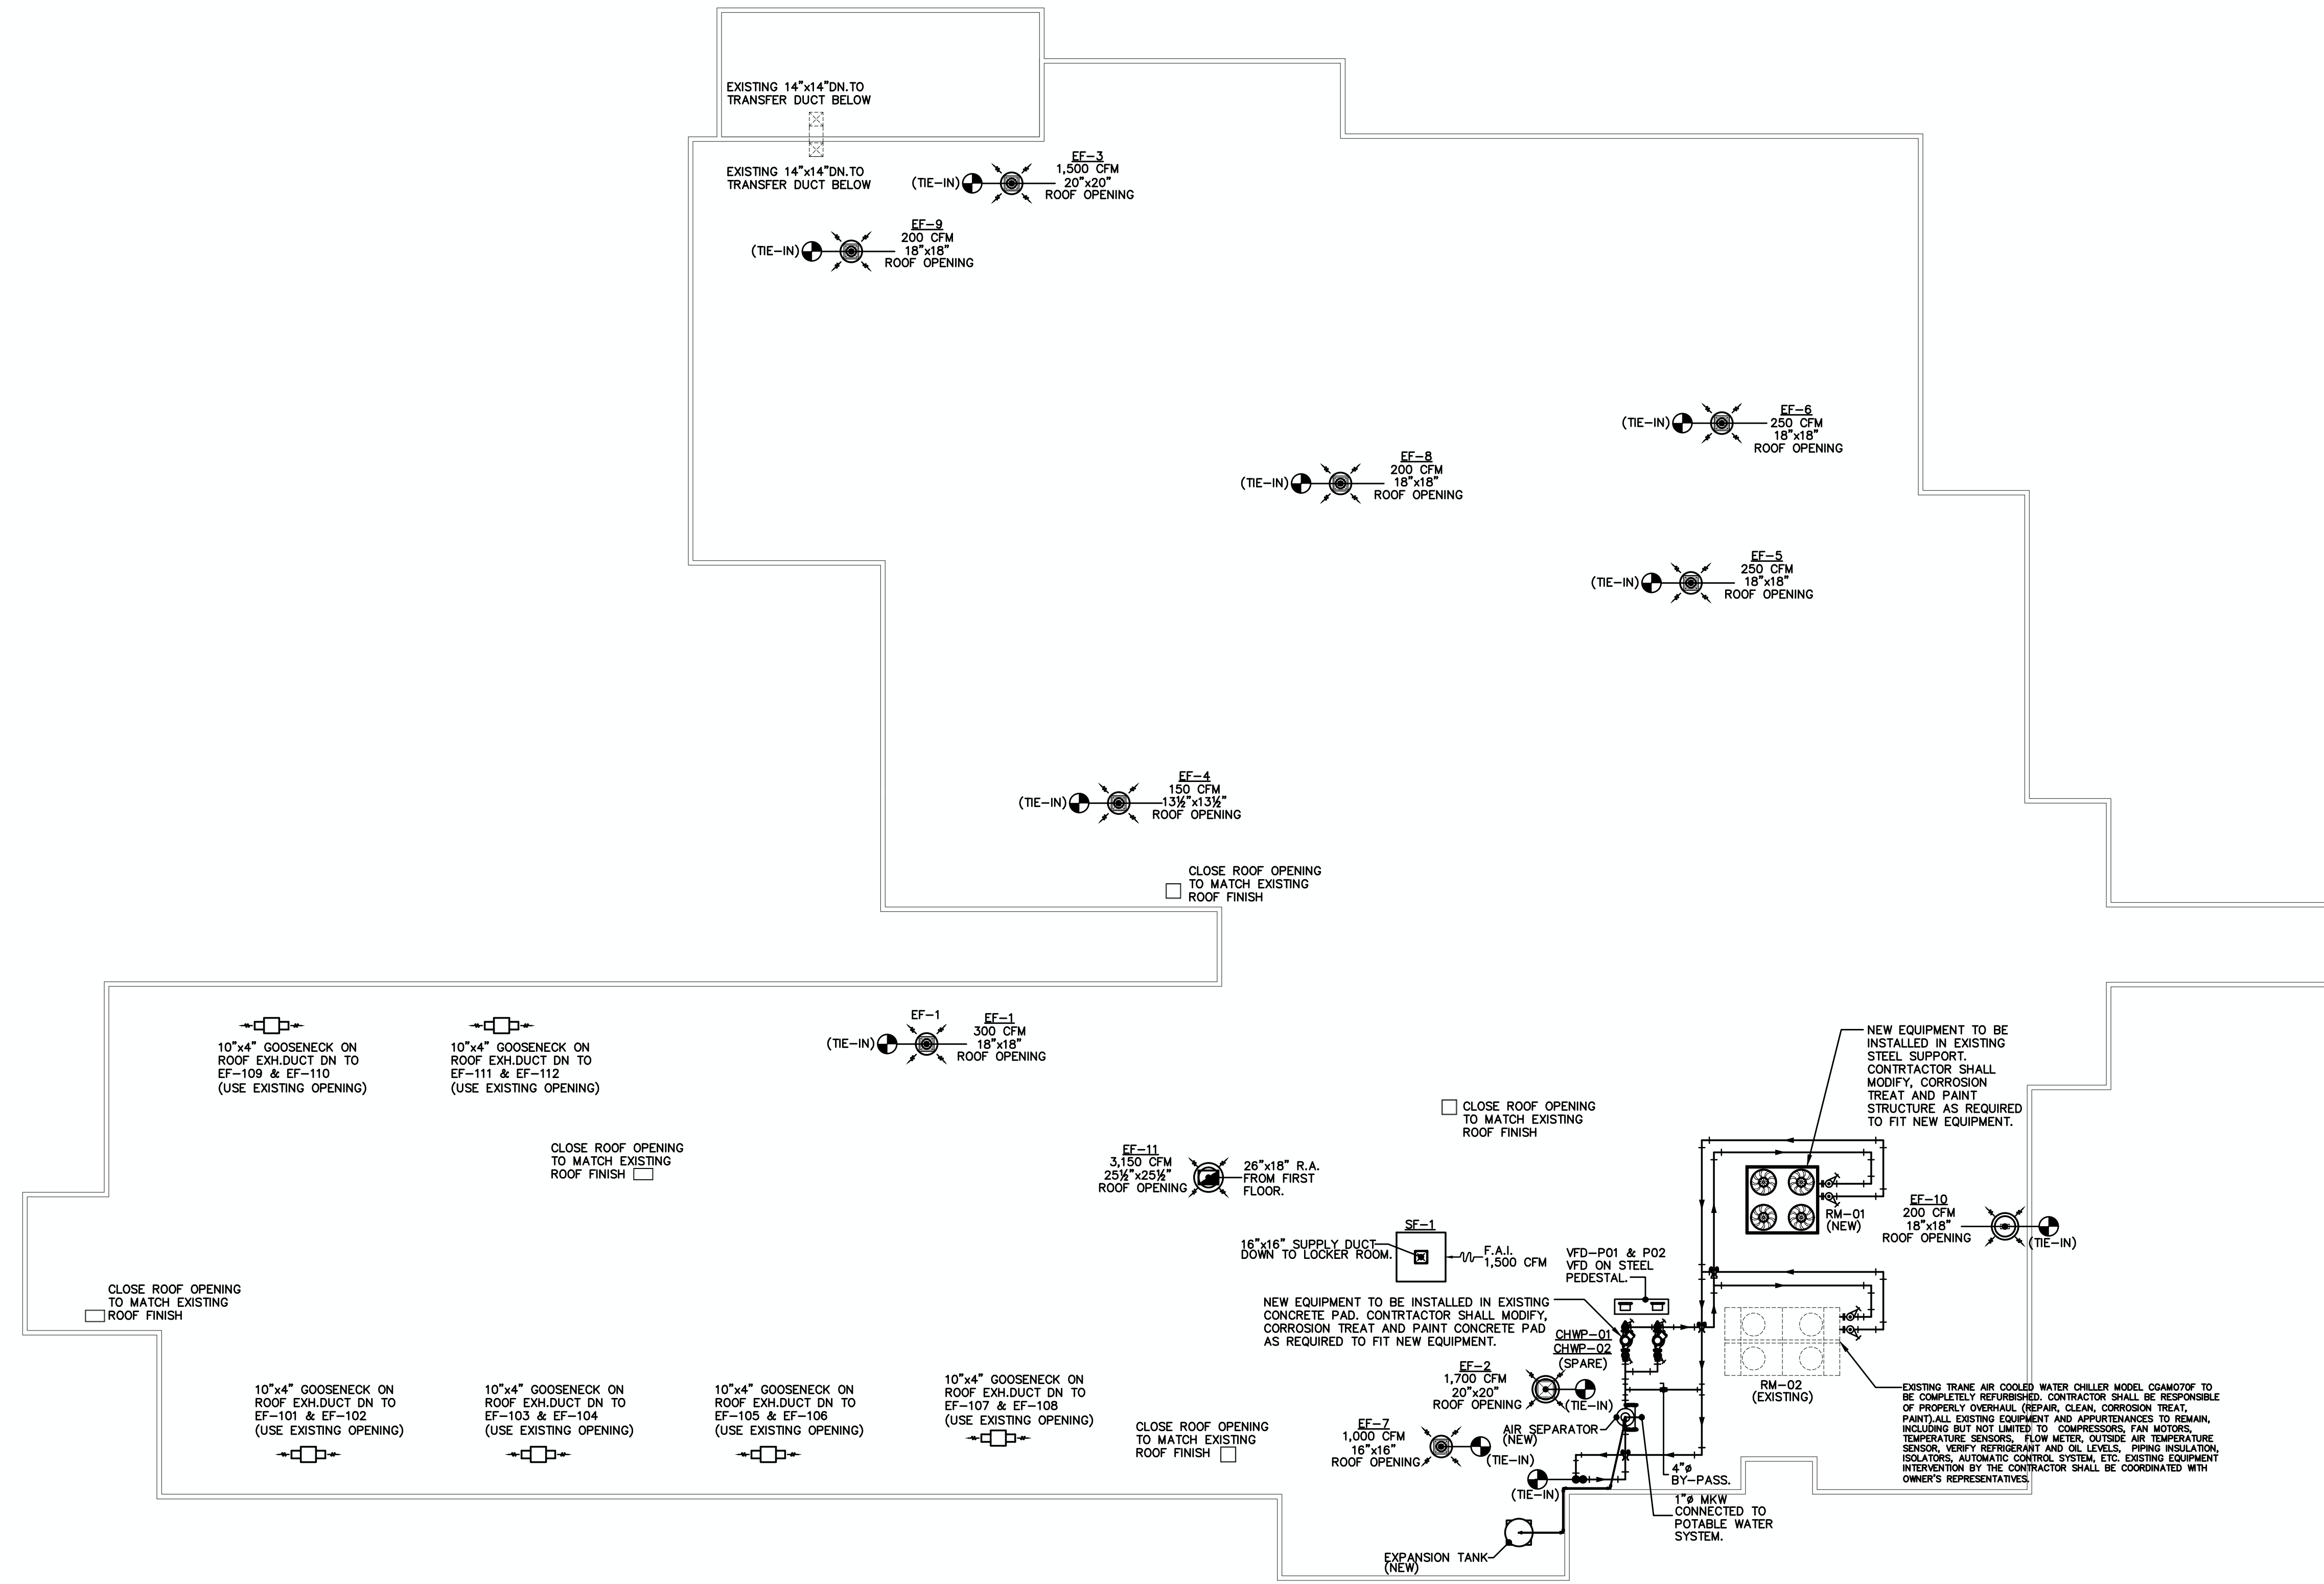 EXISTING 14"x14"DN.TO
TRANSFER DUCT BELOW
EXISTING 14"x14"DN.TO
TRANSFER DUCT BELOW
(TIE-IN)
EF-3
1,500 CFM
20"x20"
ROOF OPENING
(TIE-IN)
EF-9
200 CFM
18"x18"
ROOF OPENING
(TIE-IN)
EF-6
250 CFM
18"x18"
ROOF OPENING
(TIE-IN)
EF-8
200 CFM
18"x18"
ROOF OPENING
(TIE-IN)
EF-5
250 CFM
18"x18"
ROOF OPENING
(TIE-IN)
EF-4
150 CFM
13½"x13½"
ROOF OPENING
CLOSE ROOF OPENING
TO MATCH EXISTING
ROOF FINISH
10"x4" GOOSENECK ON
ROOF EXH.DUCT DN TO
EF-109 & EF-110
(USE EXISTING OPENING)
10"x4" GOOSENECK ON
ROOF EXH.DUCT DN TO
EF-111 & EF-112
(USE EXISTING OPENING)
(TIE-IN)
EF-1
EF-1
300 CFM
18"x18"
ROOF OPENING
NEW EQUIPMENT TO BE
INSTALLED IN EXISTING
STEEL SUPPORT.
CONTRTACTOR SHALL
MODIFY, CORROSION
TREAT AND PAINT
STRUCTURE AS REQUIRED
TO FIT NEW EQUIPMENT.
CLOSE ROOF OPENING
TO MATCH EXISTING
ROOF FINISH
CLOSE ROOF OPENING
TO MATCH EXISTING
ROOF FINISH
EF-11
3,150 CFM
25½"x25½"
ROOF OPENING
26"x18" R.A.
FROM FIRST
FLOOR.
RM-01
(NEW)
EF-10
200 CFM
18"x18"
ROOF OPENING
(TIE-IN)
SF-1
16"x16" SUPPLY DUCT
DOWN TO LOCKER ROOM.
F.A.I.
1,500 CFM
VFD-P01 & P02
VFD ON STEEL
PEDESTAL.
CLOSE ROOF OPENING
TO MATCH EXISTING
ROOF FINISH
NEW EQUIPMENT TO BE INSTALLED IN EXISTING
CONCRETE PAD. CONTRTACTOR SHALL MODIFY,
CORROSION TREAT AND PAINT CONCRETE PAD
AS REQUIRED TO FIT NEW EQUIPMENT.
CHWP-01
CHWP-02
(SPARE)
RM-02
(EXISTING)
EXISTING TRANE AIR COOLED WATER CHILLER MODEL CGAM070F TO
BE COMPLETELY REFURBISHED. CONTRACTOR SHALL BE RESPONSIBLE
OF PROPERLY OVERHAUL (REPAIR, CLEAN, CORROSION TREAT,
PAINT).ALL EXISTING EQUIPMENT AND APPURTENANCES TO REMAIN,
INCLUDING BUT NOT LIMITED TO COMPRESSORS, FAN MOTORS,
TEMPERATURE SENSORS, FLOW METER, OUTSIDE AIR TEMPERATURE
SENSOR, VERIFY REFRIGERANT AND OIL LEVELS, PIPING INSULATION,
ISOLATORS, AUTOMATIC CONTROL SYSTEM, ETC. EXISTING EQUIPMENT
INTERVENTION BY THE CONTRACTOR SHALL BE COORDINATED WITH
OWNER'S REPRESENTATIVES.
10"x4" GOOSENECK ON
ROOF EXH.DUCT DN TO
EF-101 & EF-102
(USE EXISTING OPENING)
10"x4" GOOSENECK ON
ROOF EXH.DUCT DN TO
EF-103 & EF-104
(USE EXISTING OPENING)
10"x4" GOOSENECK ON
ROOF EXH.DUCT DN TO
EF-105 & EF-106
(USE EXISTING OPENING)
10"x4" GOOSENECK ON
ROOF EXH.DUCT DN TO
EF-107 & EF-108
(USE EXISTING OPENING)
CLOSE ROOF OPENING
TO MATCH EXISTING
ROOF FINISH
EF-2
1,700 CFM
20"x20"
ROOF OPENING
(TIE-IN)
EF-7
1,000 CFM
16"x16"
ROOF OPENING
(TIE-IN)
AIR SEPARATOR
(NEW)
(TIE-IN)
4"ø
BY-PASS.
1"ø MKW
CONNECTED TO
POTABLE WATER
SYSTEM.
EXPANSION TANK
(NEW)